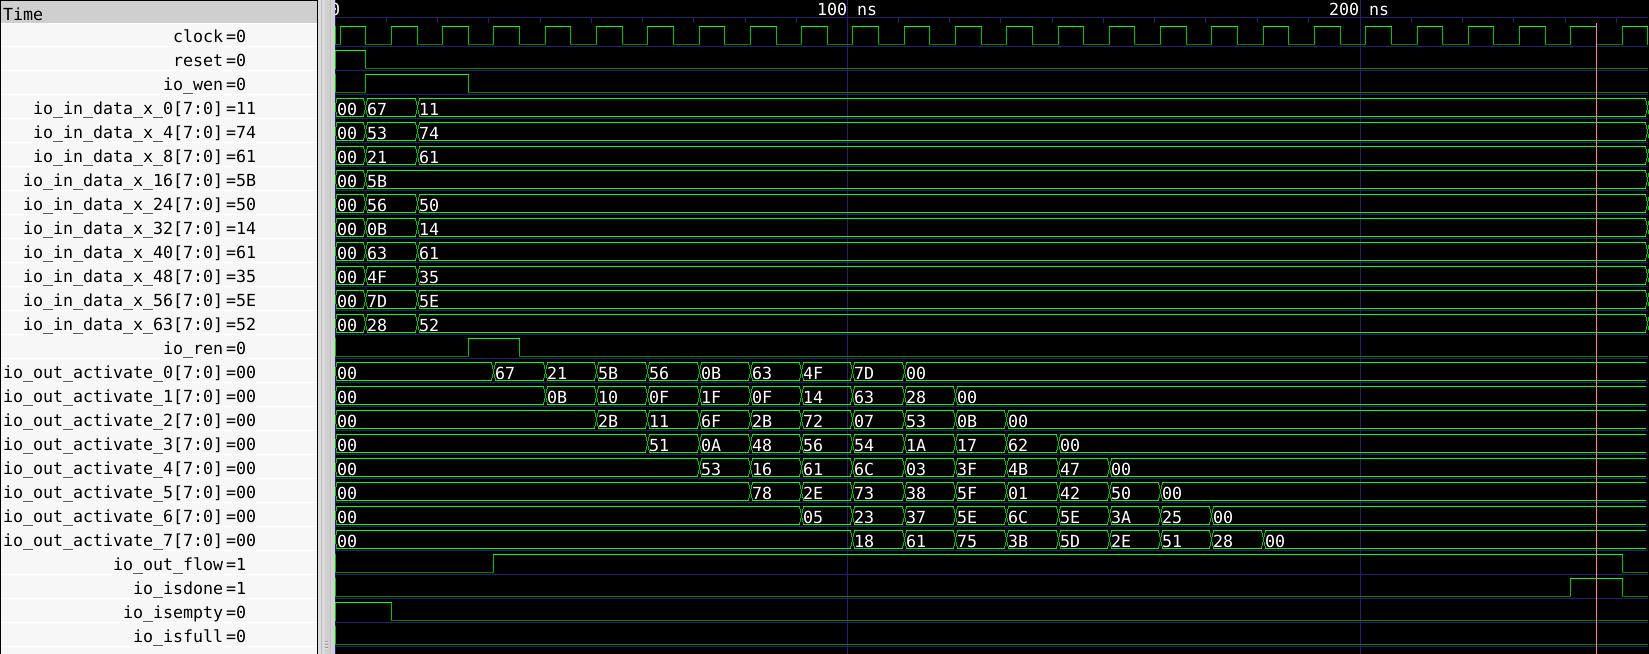 Time 0 100 ns 200 ns
clock=0
reset=0
io_wen=0
io_in_data_x_0[7:0]=11 00 67 11
io_in_data_x_4[7:0]=74 00 53 74
io_in_data_x_8[7:0]=61 00 21 61
io_in_data_x_16[7:0]=5B 00 5B
io_in_data_x_24[7:0]=50 00 56 50
io_in_data_x_32[7:0]=14 00 0B 14
io_in_data_x_40[7:0]=61 00 63 61
io_in_data_x_48[7:0]=35 00 4F 35
io_in_data_x_56[7:0]=5E 00 7D 5E
io_in_data_x_63[7:0]=52 00 28 52
io_ren=0
io_out_activate_0[7:0]=00 00 67 21 5B 56 0B 63 4F 7D 00
io_out_activate_1[7:0]=00 00 0B 10 0F 1F 0F 14 63 28 00
io_out_activate_2[7:0]=00 00 2B 11 6F 2B 72 07 53 0B 00
io_out_activate_3[7:0]=00 00 51 0A 48 56 54 1A 17 62 00
io_out_activate_4[7:0]=00 00 53 16 61 6C 03 3F 4B 47 00
io_out_activate_5[7:0]=00 00 78 2E 73 38 5F 01 42 50 00
io_out_activate_6[7:0]=00 00 05 23 37 5E 6C 5E 3A 25 00
io_out_activate_7[7:0]=00 00 18 61 75 3B 5D 2E 51 28 00
io_out_flow=1
io_isdone=1
io_isempty=0
io_isfull=0